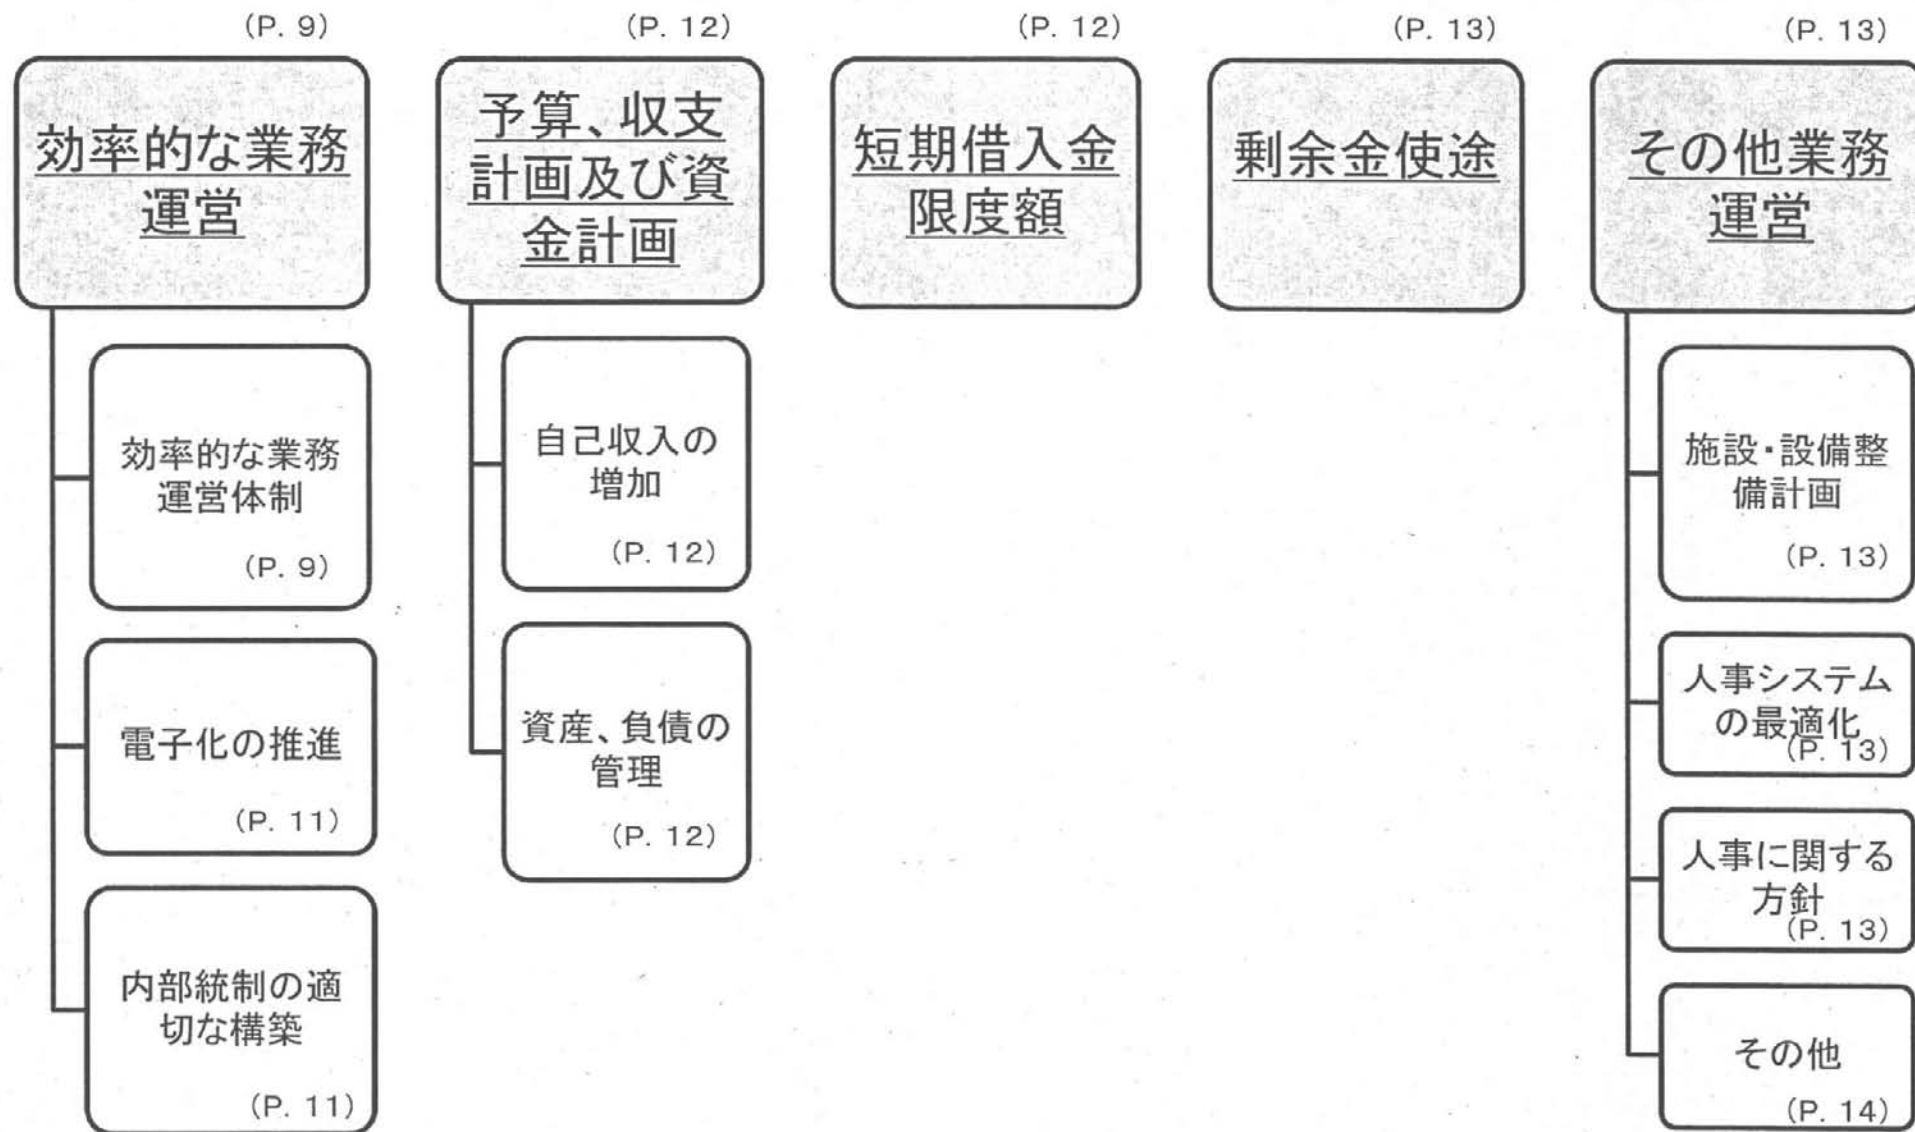 (P. 9)
効率的な業務
運営
効率的な業務
運営体制
(P. 9)
電子化の推進
(P. 11)
内部統制の適
切な構築
(P. 11)
(P. 12)
予算、収支
計画及び資
金計画
自己収入の
増加
(P. 12)
資産、負債の
管理
(P. 12)
(P. 12)
短期借入金
限度額
(P. 13)
剰余金使途
(P. 13)
その他業務
運営
施設・設備整
備計画
(P. 13)
人事システム
の最適化
(P. 13)
人事に関する
方針
(P. 13)
その他
(P. 14)